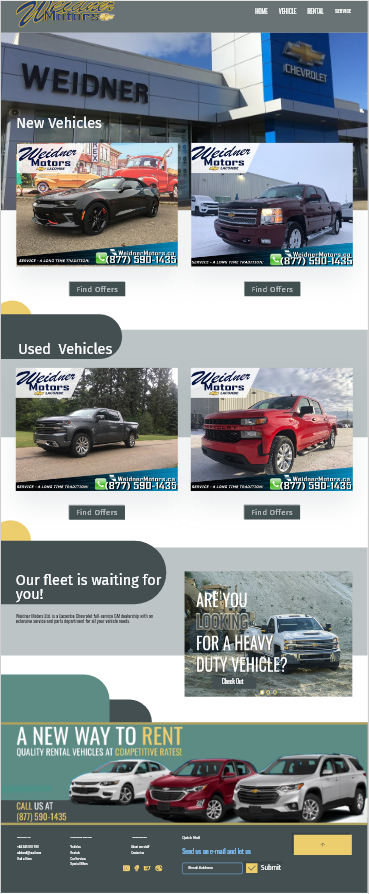 Weidner
Motors
HOME VEHICLE RENTAL SERVICE
WEIDNER
CHEVROLET
New Vehicles
Weidner
Motors
LACOMBE
SERVICE - A LONG TIME TRADITION!
WeidnerMotors.ca
(877) 590-1435
Weidner
Motors
LACOMBE
SERVICE - A LONG TIME TRADITION!
WeidnerMotors.ca
(877) 590-1435
Find Offers
Find Offers
Used Vehicles
Weidner
Motors
LACOMBE
SERVICE - A LONG TIME TRADITION!
WeidnerMotors.ca
(877) 590-1435
Weidner
Motors
LACOMBE
SERVICE - A LONG TIME TRADITION!
WeidnerMotors.ca
(877) 590-1435
Find Offers
Find Offers
Our fleet is waiting for
you!
Weidner Motors Ltd. is a Lacombe Chevrolet full-service GM dealership with an
extensive service and parts department for all your vehicle needs.
ARE YOU
LOOKING
FOR A HEAVY
DUTY VEHICLE?
Check Out
A NEW WAY TO RENT
QUALITY RENTAL VEHICLES AT COMPETITIVE RATES!
CALL US AT
(877) 590-1435
Quick Mail
Send us an e-mail and let us
Email Address
Submit